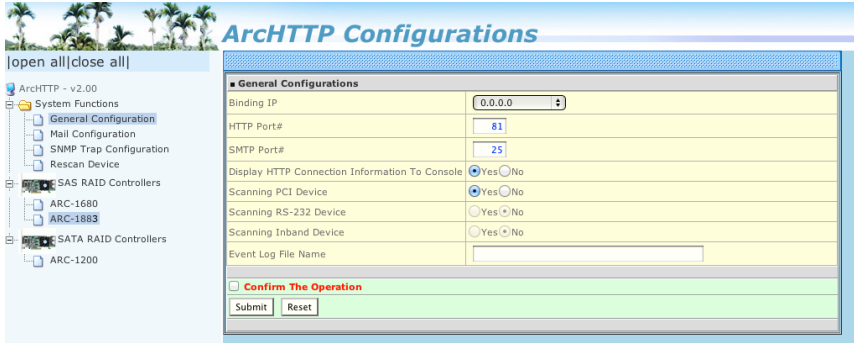 ArcHTTP Configurations
|open all|close all|
ArcHTTP - v2.00
System Functions
General Configuration
Mail Configuration
SNMP Trap Configuration
Rescan Device
SAS RAID Controllers
ARC-1680
ARC-1883
SATA RAID Controllers
ARC-1200
General Configurations
Binding IP 0.0.0.0
HTTP Port# 81
SMTP Port# 25
Display HTTP Connection Information To Console Yes No
Scanning PCI Device Yes No
Scanning RS-232 Device Yes No
Scanning Inband Device Yes No
Event Log File Name
Confirm The Operation
Submit Reset